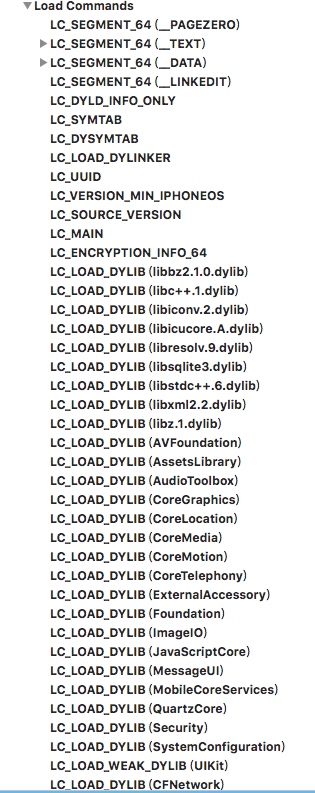 Load Commands
LC_SEGMENT_64 (__PAGEZERO)
LC_SEGMENT_64 (__TEXT)
LC_SEGMENT_64 (__DATA)
LC_SEGMENT_64 (__LINKEDIT)
LC_DYLD_INFO_ONLY
LC_SYMTAB
LC_DYSYMTAB
LC_LOAD_DYLINKER
LC_UUID
LC_VERSION_MIN_IPHONEOS
LC_SOURCE_VERSION
LC_MAIN
LC_ENCRYPTION_INFO_64
LC_LOAD_DYLIB (libbz2.1.0.dylib)
LC_LOAD_DYLIB (libc++.1.dylib)
LC_LOAD_DYLIB (libiconv.2.dylib)
LC_LOAD_DYLIB (libicucore.A.dylib)
LC_LOAD_DYLIB (libresolv.9.dylib)
LC_LOAD_DYLIB (libsqlite3.dylib)
LC_LOAD_DYLIB (libstdc++.6.dylib)
LC_LOAD_DYLIB (libxml2.2.dylib)
LC_LOAD_DYLIB (libz.1.dylib)
LC_LOAD_DYLIB (AVFoundation)
LC_LOAD_DYLIB (AssetsLibrary)
LC_LOAD_DYLIB (AudioToolbox)
LC_LOAD_DYLIB (CoreGraphics)
LC_LOAD_DYLIB (CoreLocation)
LC_LOAD_DYLIB (CoreMedia)
LC_LOAD_DYLIB (CoreMotion)
LC_LOAD_DYLIB (CoreTelephony)
LC_LOAD_DYLIB (ExternalAccessory)
LC_LOAD_DYLIB (Foundation)
LC_LOAD_DYLIB (ImageIO)
LC_LOAD_DYLIB (JavaScriptCore)
LC_LOAD_DYLIB (MessageUI)
LC_LOAD_DYLIB (MobileCoreServices)
LC_LOAD_DYLIB (QuartzCore)
LC_LOAD_DYLIB (Security)
LC_LOAD_DYLIB (SystemConfiguration)
LC_LOAD_WEAK_DYLIB (UIKit)
LC_LOAD_DYLIB (CFNetwork)